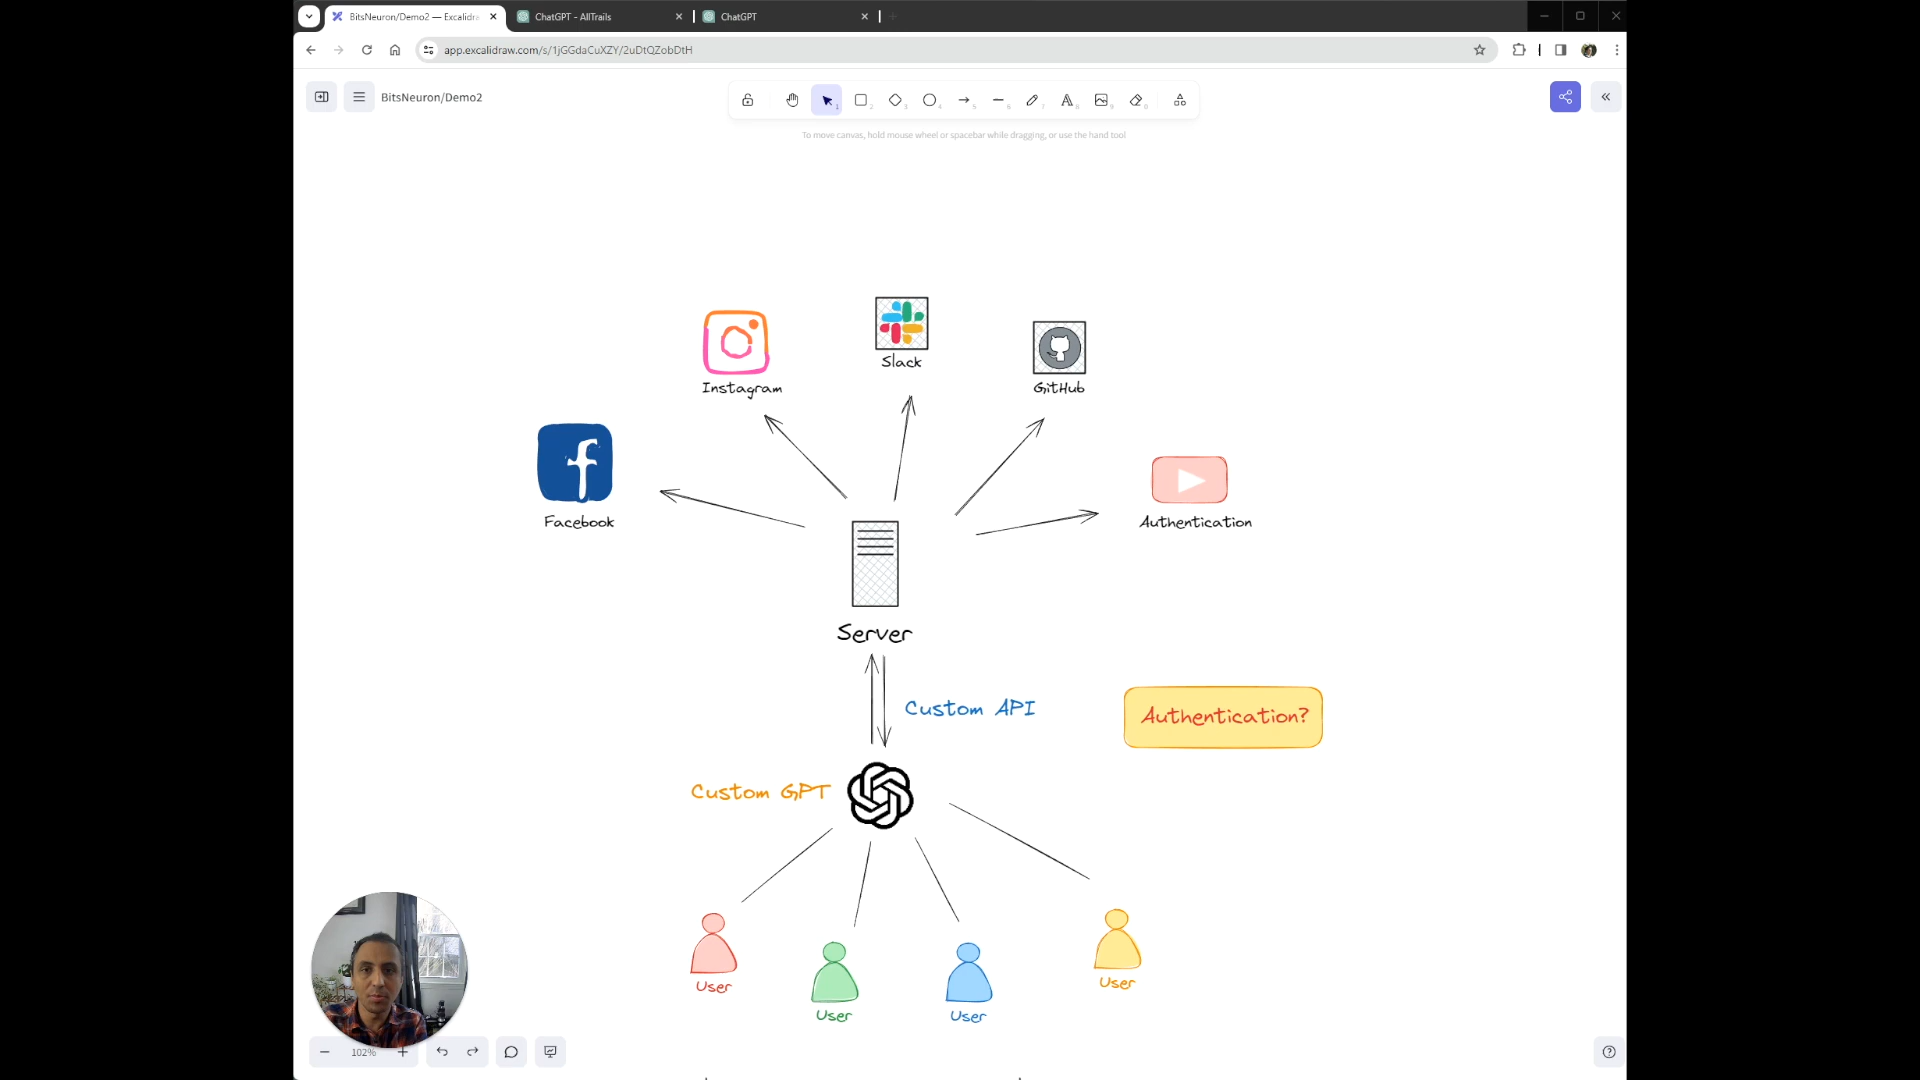 BitsNeuron/Demo2 — Excalidra
ChatGPT - AllTrails
ChatGPT
app.excalidraw.com/s/1jGGdaCuXZY/2uDtQZobDtH
BitsNeuron/Demo2
To move canvas, hold mouse wheel or spacebar while dragging, or use the hand tool
Slack
Instagram
GitHub
Facebook
Authentication
Server
Custom API
Authentication?
Custom GPT
User
User
User
User
102%